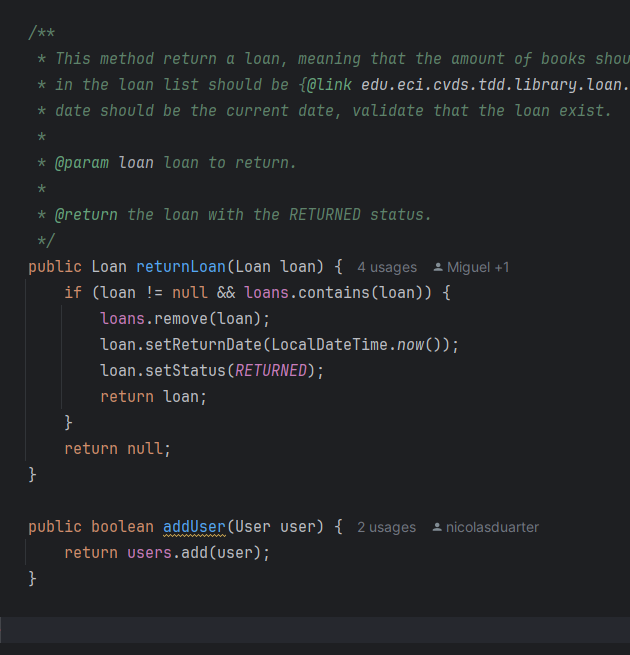 /**
 * This method return a loan, meaning that the amount of books shou
 * in the loan list should be {@link edu.eci.cvds.tdd.library.loan.
 * date should be the current date, validate that the loan exist.
 *
 * @param loan loan to return.
 *
 * @return the loan with the RETURNED status.
 */
public Loan returnLoan(Loan loan) { 4 usages Miguel +1
    if (loan != null && loans.contains(loan)) {
        loans.remove(loan);
        loan.setReturnDate(LocalDateTime.now());
        loan.setStatus(RETURNED);
        return loan;
    }
    return null;
}
public boolean addUser(User user) { 2 usages nicolasduarter
    return users.add(user);
}